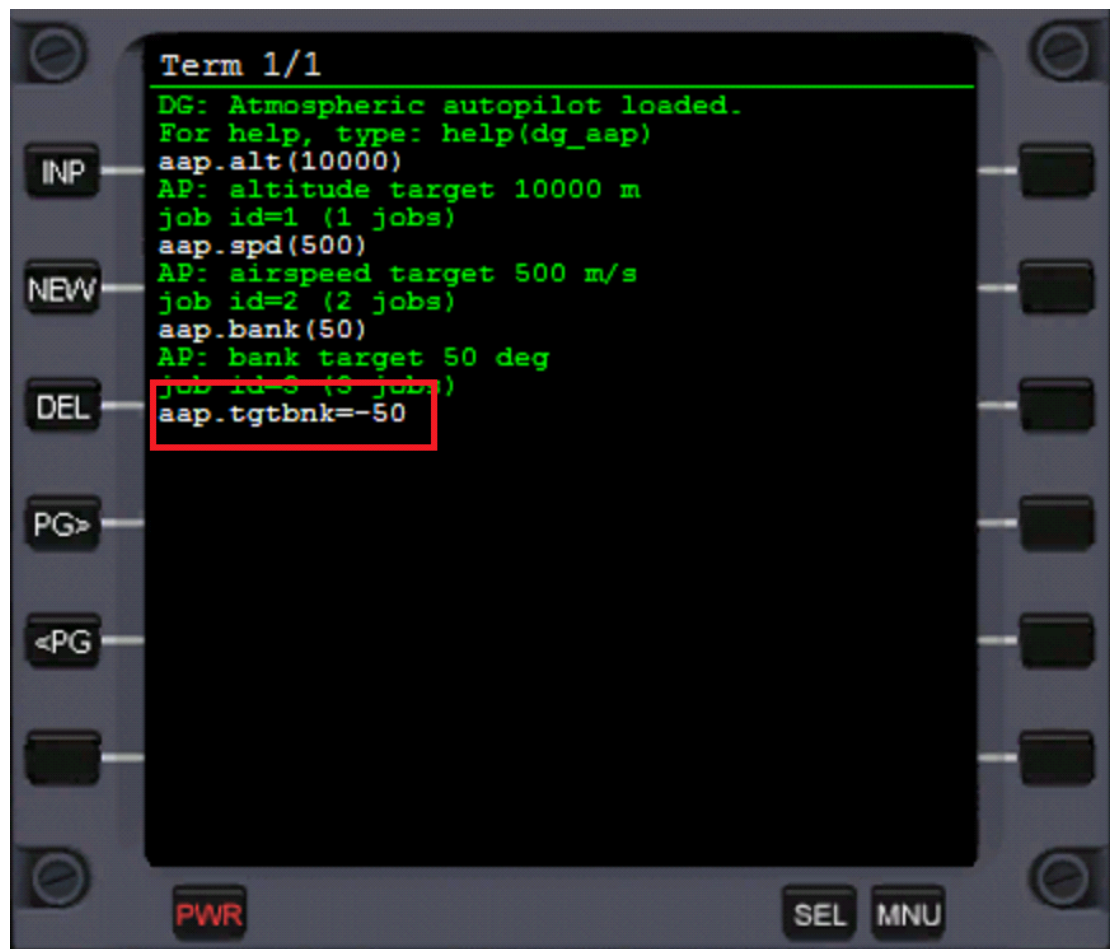 Term 1/1
DG: Atmospheric autopilot loaded.
For help, type: help(dg_aap)
aap.alt(10000)
AP: altitude target 10000 m
job id=1 (1 jobs)
aap.spd(500)
AP: airspeed target 500 m/s
job id=2 (2 jobs)
aap.bank(50)
AP: bank target 50 deg
job id=3 (3 jobs)
aap.tgtbnk=-50
INP
NEW
DEL
PG>
<PG
PWR
SEL
MNU